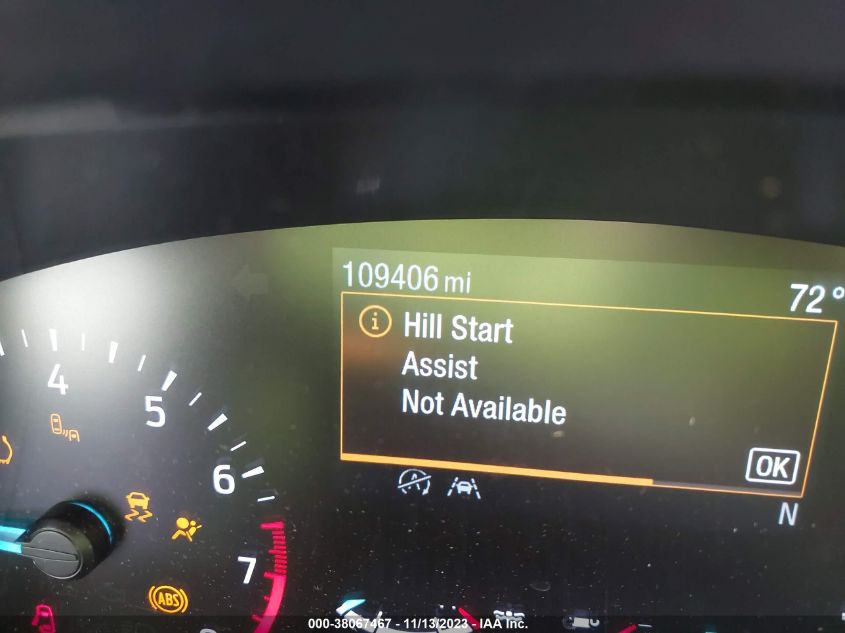 109406 mi
72°
Hill Start
Assist
Not Available
OK
N
4
5
6
7
ABS
000-38067467 - 11/13/2023 - IAA Inc.